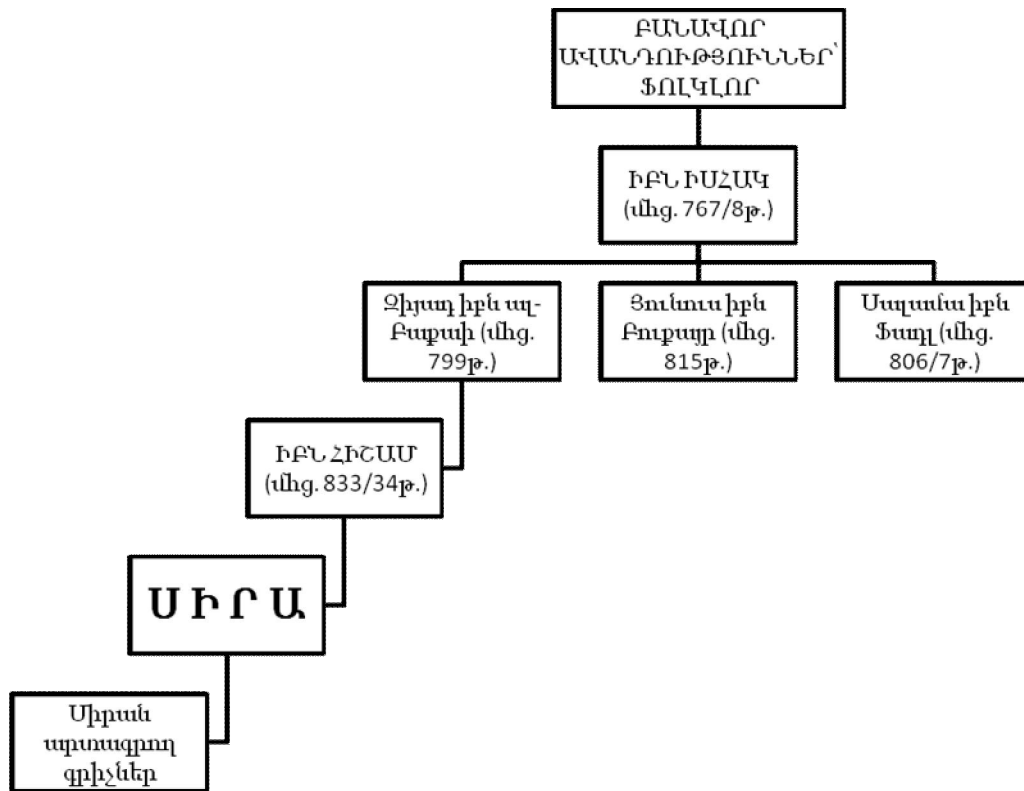 ԲԱՆԱՎՈՐ
ԱՎԱՆԴՈՒԹՅՈՒՆՆԵՐ՝
ՖՈԼԿԼՈՐ
ԻԲՆ ԻՍՀԱԿ
(մհց. 767/8թ.)
Զիյադ իբն ալ-
Բաքաի (մհց.
799թ.)
Յունուս իբն
Բուքայր (մհց.
815թ.)
Սալամա իբն
Ֆադլ (մհց.
806/7թ.)
ԻԲՆ ՀԻՇԱՄ
(մհց. 833/34թ.)
Ս Ի Ր Ա
Սիրան
արտագրող
գրիչներ